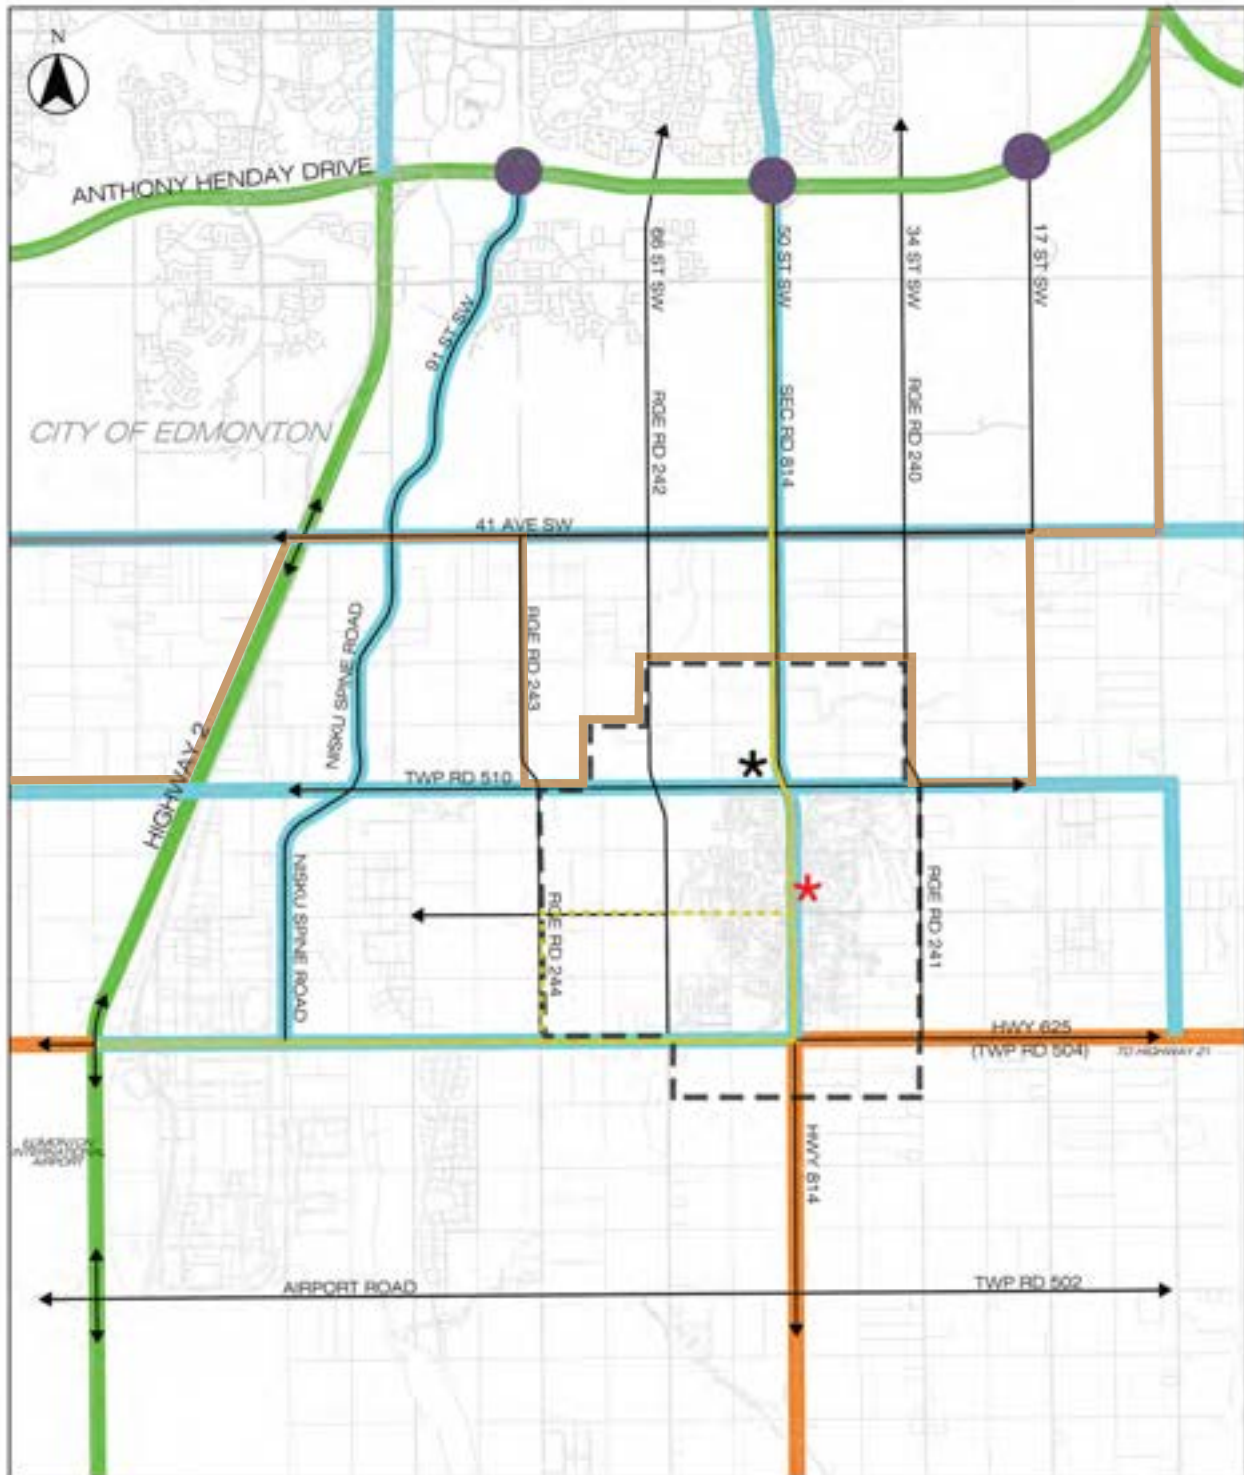 N
ANTHONY HENDAY DRIVE
91 ST SW
66 ST SW
50 ST SW
34 ST SW
17 ST SW
RGE RD 242
SEC RD 814
RGE RD 240
CITY OF EDMONTON
41 AVE SW
NISKU SPINE ROAD
RGE RD 243
HIGHWAY 2
TWP RD 510
*
*
NISKU SPINE ROAD
RGE RD 244
RGE RD 241
HWY 625
(TWP RD 504)
TO HIGHWAY 21
EDMONTON
INTERNATIONAL
AIRPORT
HWY 814
AIRPORT ROAD
TWP RD 502